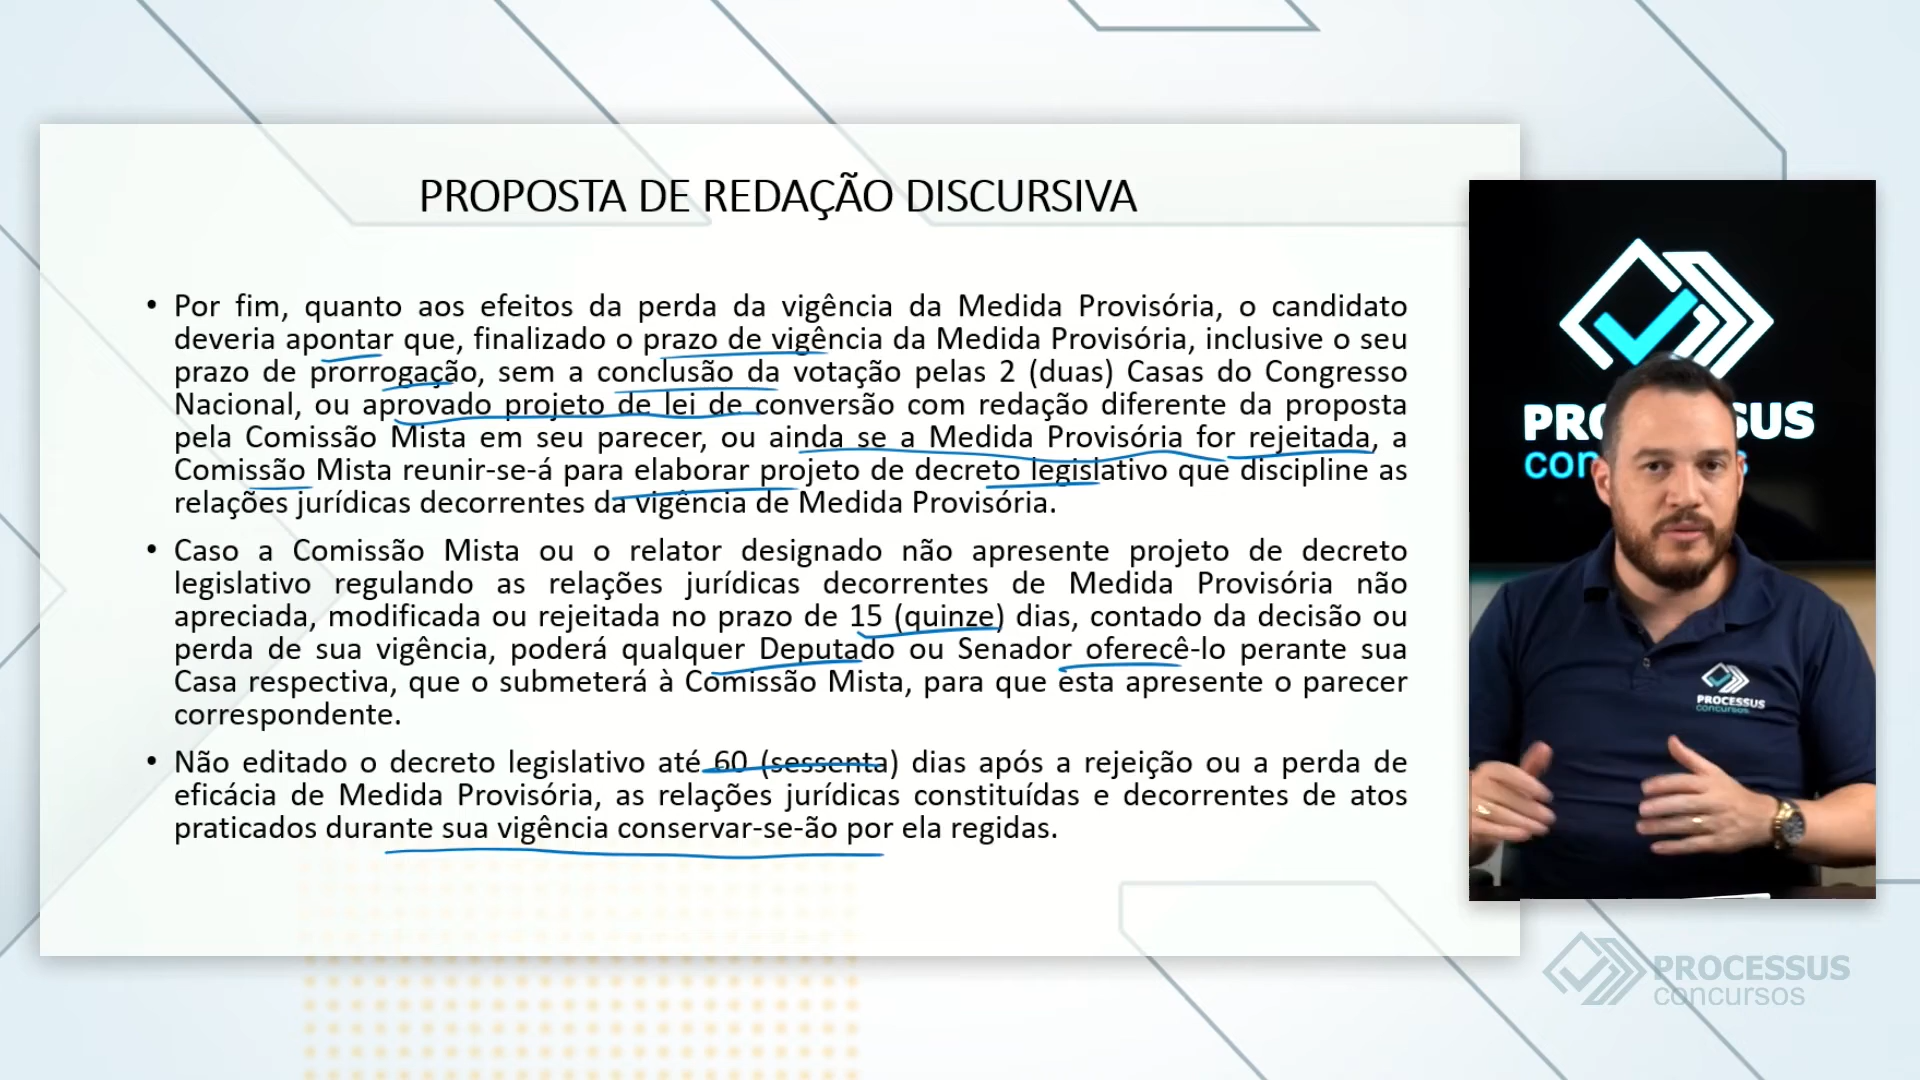 PROPOSTA DE REDAÇÃO DISCURSIVA
• Por fim, quanto aos efeitos da perda da vigência da Medida Provisória, o candidato
deveria apontar que, finalizado o prazo de vigência da Medida Provisória, inclusive o seu
prazo de prorrogação, sem a conclusão da votação pelas 2 (duas) Casas do Congresso
Nacional, ou aprovado projeto de lei de conversão com redação diferente da proposta
pela Comissão Mista em seu parecer, ou ainda se a Medida Provisória for rejeitada, a
Comissão Mista reunir-se-á para elaborar projeto de decreto legislativo que discipline as
relações jurídicas decorrentes da vigência de Medida Provisória.
• Caso a Comissão Mista ou o relator designado não apresente projeto de decreto
legislativo regulando as relações jurídicas decorrentes de Medida Provisória não
apreciada, modificada ou rejeitada no prazo de 15 (quinze) dias, contado da decisão ou
perda de sua vigência, poderá qualquer Deputado ou Senador oferecê-lo perante sua
Casa respectiva, que o submeterá à Comissão Mista, para que esta apresente o parecer
correspondente.
• Não editado o decreto legislativo até 60 (sessenta) dias após a rejeição ou a perda de
eficácia de Medida Provisória, as relações jurídicas constituídas e decorrentes de atos
praticados durante sua vigência conservar-se-ão por ela regidas.
PROCESSUS
concursos
PROCESSUS
concursos